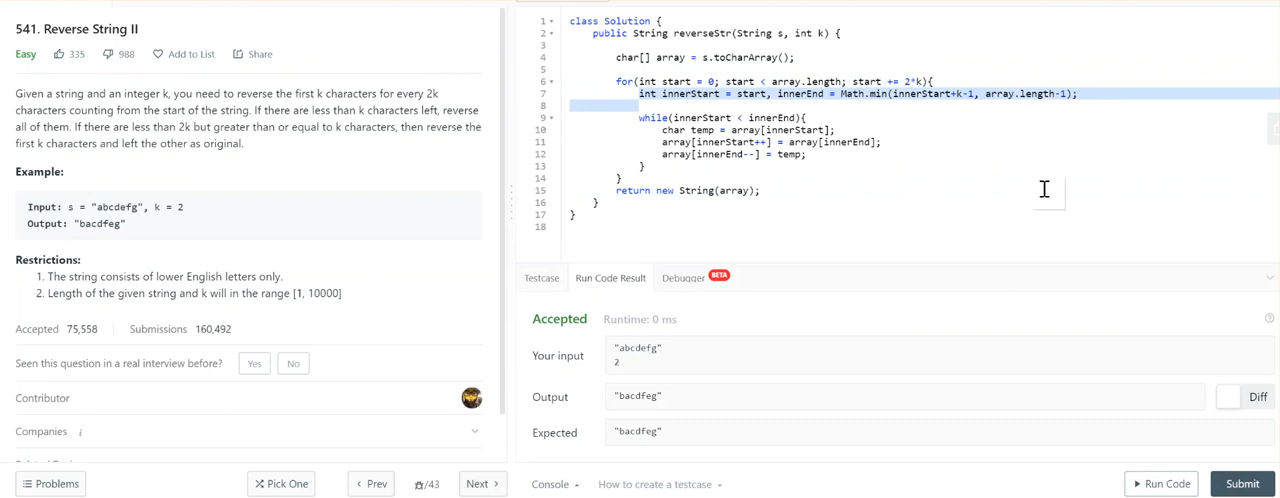 541. Reverse String II
Easy 335 988 Add to List Share
Given a string and an integer k, you need to reverse the first k characters for every 2k
characters counting from the start of the string. If there are less than k characters left, reverse
all of them. If there are less than 2k but greater than or equal to k characters, then reverse the
first k characters and left the other as original.
Example:
Input: s = "abcdefg", k = 2
Output: "bacdfeg"
Restrictions:
1. The string consists of lower English letters only.
2. Length of the given string and k will in the range [1, 10000]
Accepted 75,558 Submissions 160,492
Seen this question in a real interview before? Yes No
Contributor
Companies i
Problems Pick One Prev /43 Next
1 class Solution {
2 public String reverseStr(String s, int k) {
3
4 char[] array = s.toCharArray();
5
6 for(int start = 0; start < array.length; start += 2*k){
7 int innerStart = start, innerEnd = Math.min(innerStart+k-1, array.length-1);
8
9 while(innerStart < innerEnd){
10 char temp = array[innerStart];
11 array[innerStart++] = array[innerEnd];
12 array[innerEnd--] = temp;
13 }
14 }
15 return new String(array);
16 }
17 }
18
Testcase Run Code Result Debugger BETA
Accepted Runtime: 0 ms
Your input "abcdefg"
2
Output "bacdfeg" Diff
Expected "bacdfeg"
Console How to create a testcase Run Code Submit